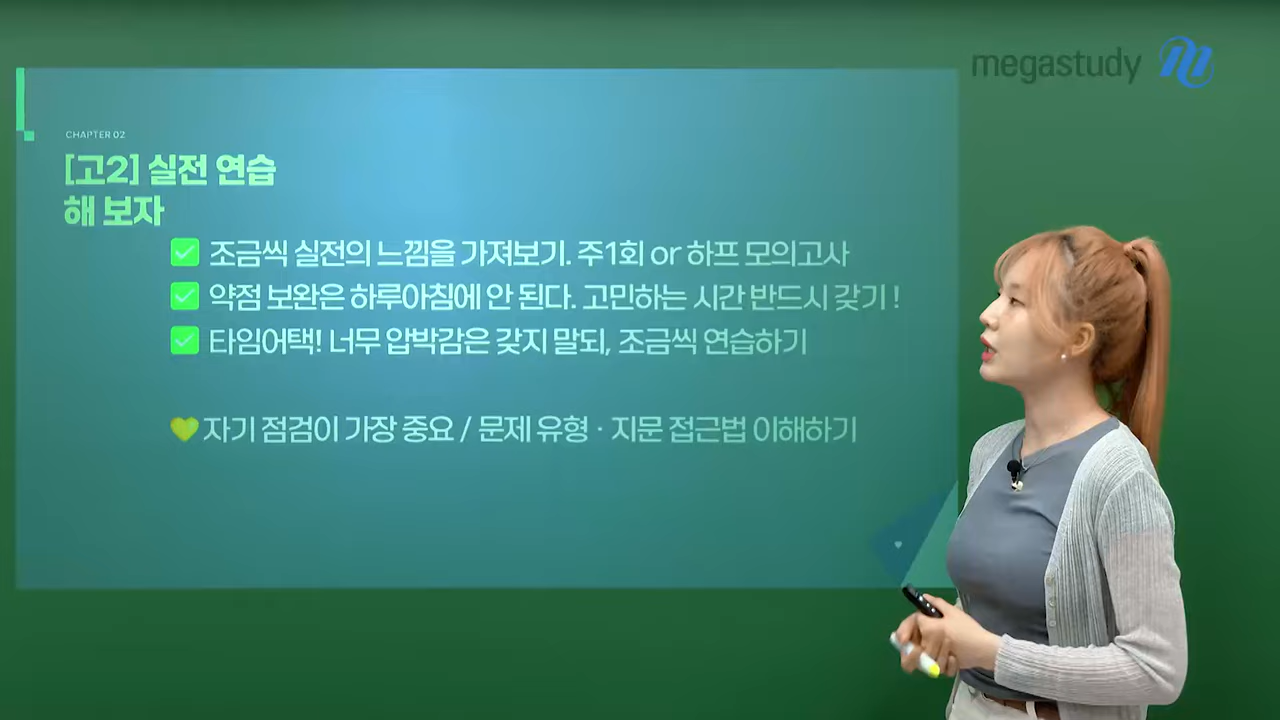 megastudy
CHAPTER 02
[고2] 실전 연습
해 보자
조금씩 실전의 느낌을 가져보기. 주1회 or 하프 모의고사
약점 보완은 하루아침에 안 된다. 고민하는 시간 반드시 갖기 !
타임어택! 너무 압박감은 갖지 말되, 조금씩 연습하기
자기 점검이 가장 중요 / 문제 유형 · 지문 접근법 이해하기